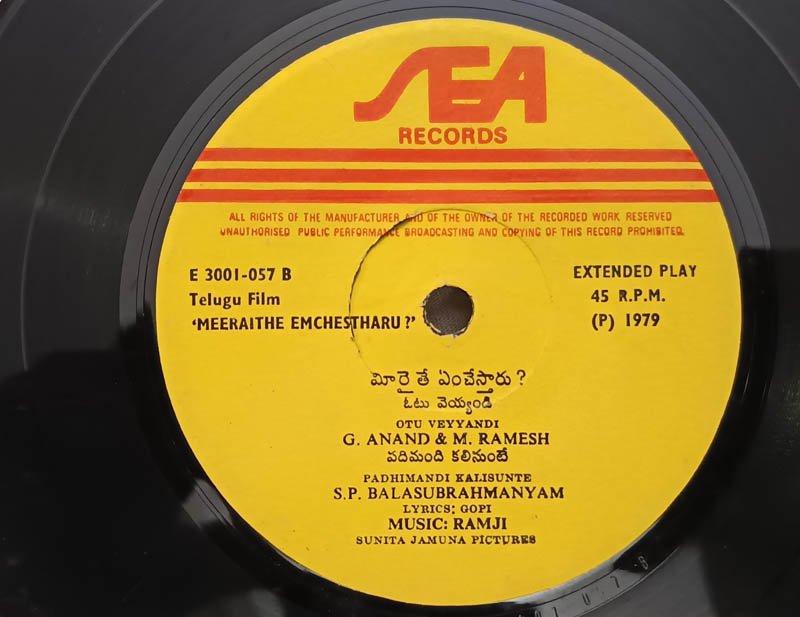 SEA
RECORDS
ALL RIGHTS OF THE MANUFACTURER AND OF THE OWNER OF THE RECORDED WORK RESERVED
UNAUTHORISED PUBLIC PERFORMANCE BROADCASTING AND COPYING OF THIS RECORD PROHIBITED.
E 3001-057 B
Telugu Film
'MEERAITHE EMCHESTHARU?'
EXTENDED PLAY
45 R.P.M.
(P) 1979
మీరై తే ఏంచేస్తారు?
ఓటు వెయ్యండి
OTU VEYYANDI
G. ANAND & M. RAMESH
పదిమంది కలిసుంటే
PADHIMANDI KALISUNTE
S.P. BALASUBRAHMANYAM
LYRICS: GOPI
MUSIC: RAMJI
SUNITA JAMUNA PICTURES